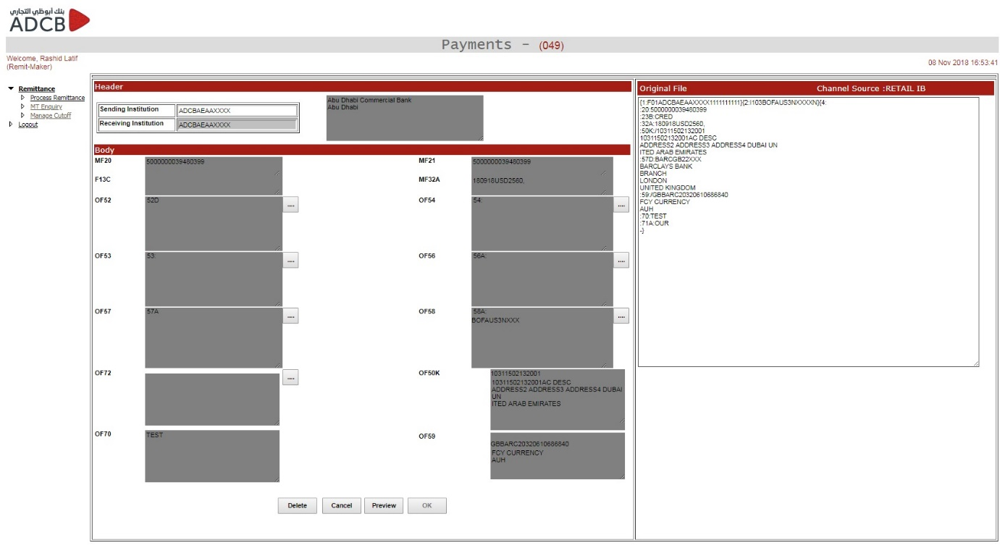 بنك أبوظبي التجاري
ADCB
Payments - (049)
Welcome, Rashid Latif
(Remit-Maker)
08 Nov 2018 16:53:41
Remittance
Process Remittance
MT Enquiry
Manage Cutoff
Logout
Header
Sending Institution ADCBAEAAXXXX
Receiving Institution ADCBAEAAXXXX
Abu Dhabi Commercial Bank
Abu Dhabi
Body
MF20 5000000039480399
MF21 5000000039480399
F13C
MF32A 180918USD2560,
OF52 52D
....
OF54 54:
....
OF53 53:
....
OF56 56A:
....
OF57 57A
....
OF58 58A:
BOFAUS3NXXX
....
OF72
....
OF50K 10311502132001
10311502132001AC DESC
ADDRESS2 ADDRESS3 ADDRESS4 DUBAI
UN
ITED ARAB EMIRATES
OF70 TEST
OF59
GBBARC20320610686840
FCY CURRENCY
AUH
Delete Cancel Preview OK
Original File Channel Source :RETAIL IB
{1:F01ADCBAEAAXXXX1111111111}{2:I103BOFAUS3NXXXXN}{4:
:20:5000000039480399
:23B:CRED
:32A:180918USD2560,
:50K:/10311502132001
10311502132001AC DESC
ADDRESS2 ADDRESS3 ADDRESS4 DUBAI UN
ITED ARAB EMIRATES
:57D:BARCGB22XXX
BARCLAYS BANK
BRANCH
LONDON
UNITED KINGDOM
:59:/GBBARC20320610686840
FCY CURRENCY
AUH
:70:TEST
:71A:OUR
-}